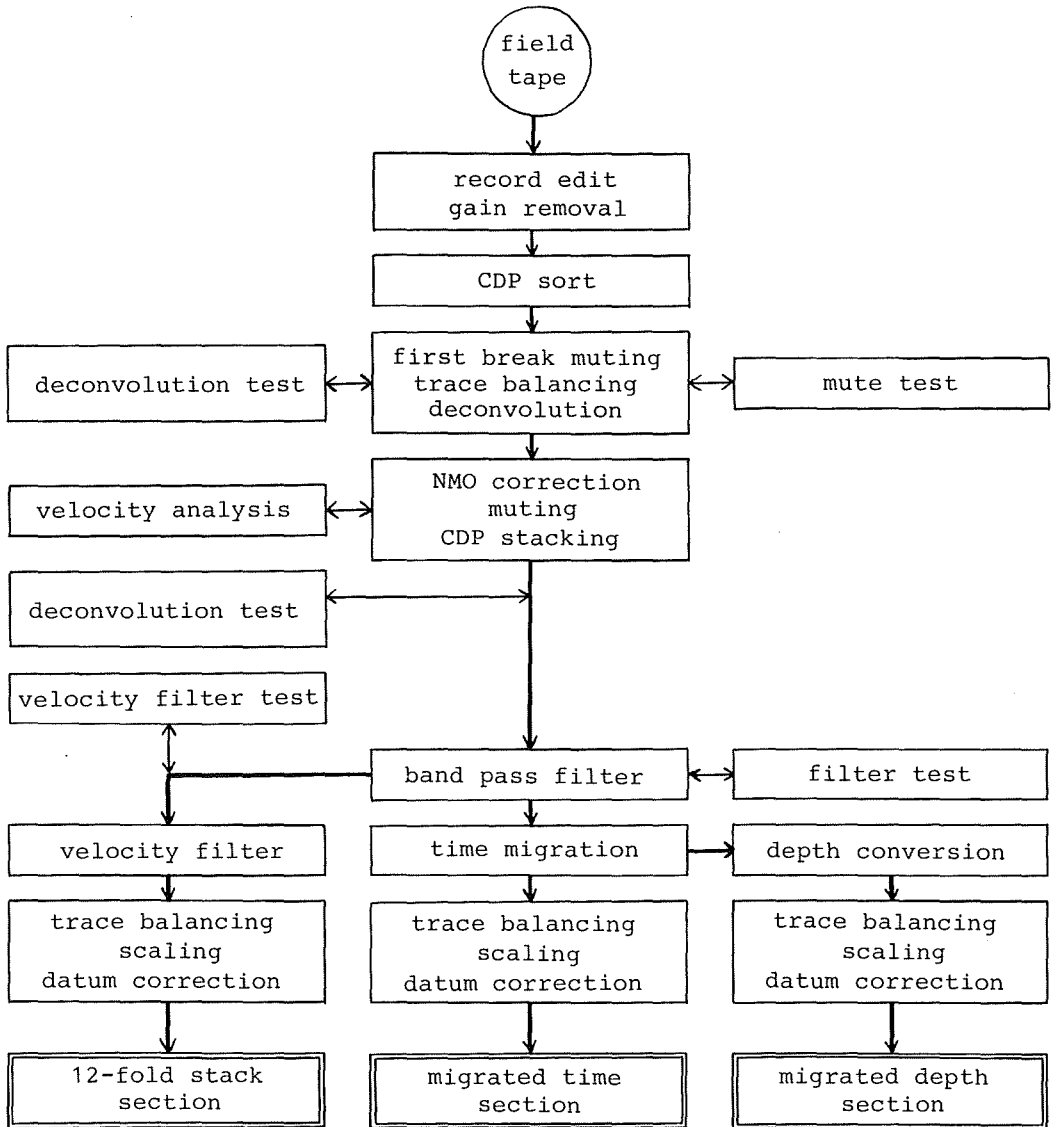 field
tape
record edit
gain removal
CDP sort
deconvolution test
first break muting
trace balancing
deconvolution
mute test
velocity analysis
NMO correction
muting
CDP stacking
deconvolution test
velocity filter test
band pass filter
filter test
velocity filter
time migration
depth conversion
trace balancing
scaling
datum correction
trace balancing
scaling
datum correction
trace balancing
scaling
datum correction
12-fold stack
section
migrated time
section
migrated depth
section